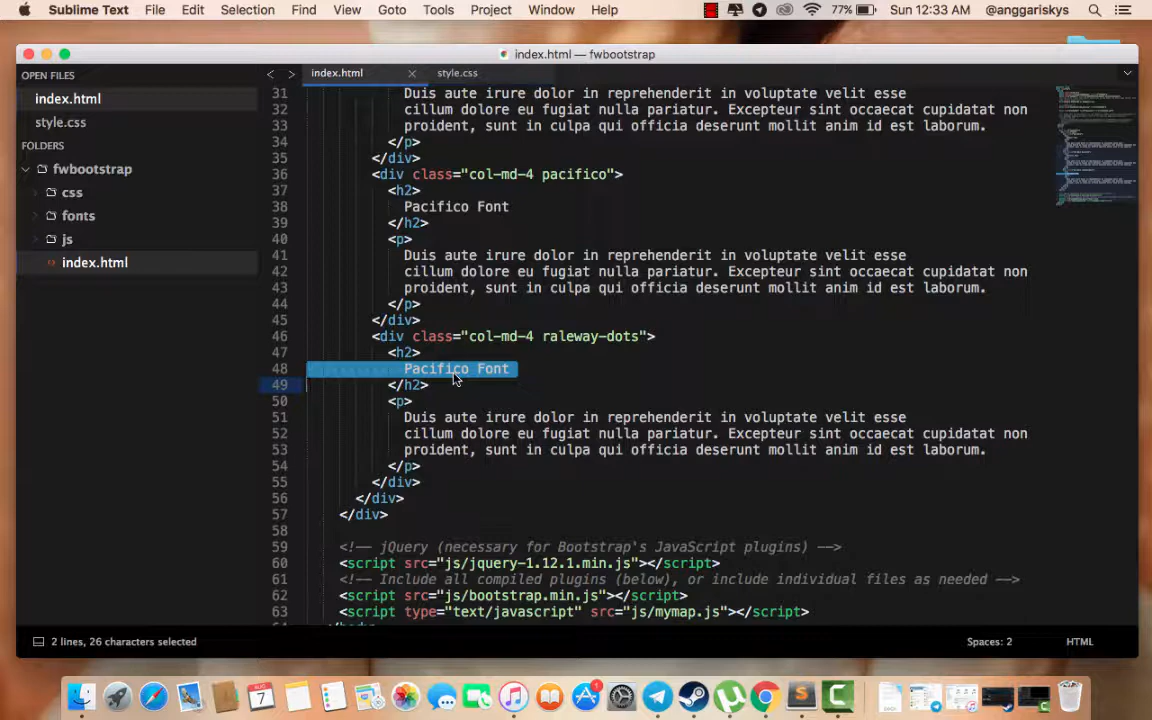 Sublime Text File Edit Selection Find View Goto Tools Project Window Help 77% Sun 12:33 AM @anggariskys
index.html — fwbootstrap
OPEN FILES
index.html
style.css
FOLDERS
fwbootstrap
css
fonts
js
index.html
index.html style.css
31 Duis aute irure dolor in reprehenderit in voluptate velit esse
32 cillum dolore eu fugiat nulla pariatur. Excepteur sint occaecat cupidatat non
33 proident, sunt in culpa qui officia deserunt mollit anim id est laborum.
34 </p>
35 </div>
36 <div class="col-md-4 pacifico">
37 <h2>
38 Pacifico Font
39 </h2>
40 <p>
41 Duis aute irure dolor in reprehenderit in voluptate velit esse
42 cillum dolore eu fugiat nulla pariatur. Excepteur sint occaecat cupidatat non
43 proident, sunt in culpa qui officia deserunt mollit anim id est laborum.
44 </p>
45 </div>
46 <div class="col-md-4 raleway-dots">
47 <h2>
48 Pacifico Font
49 </h2>
50 <p>
51 Duis aute irure dolor in reprehenderit in voluptate velit esse
52 cillum dolore eu fugiat nulla pariatur. Excepteur sint occaecat cupidatat non
53 proident, sunt in culpa qui officia deserunt mollit anim id est laborum.
54 </p>
55 </div>
56 </div>
57 </div>
58
59 <!-- jQuery (necessary for Bootstrap's JavaScript plugins) -->
60 <script src="js/jquery-1.12.1.min.js"></script>
61 <!-- Include all compiled plugins (below), or include individual files as needed -->
62 <script src="js/bootstrap.min.js"></script>
63 <script type="text/javascript" src="js/mymap.js"></script>
2 lines, 26 characters selected Spaces: 2 HTML
AUG
7
1